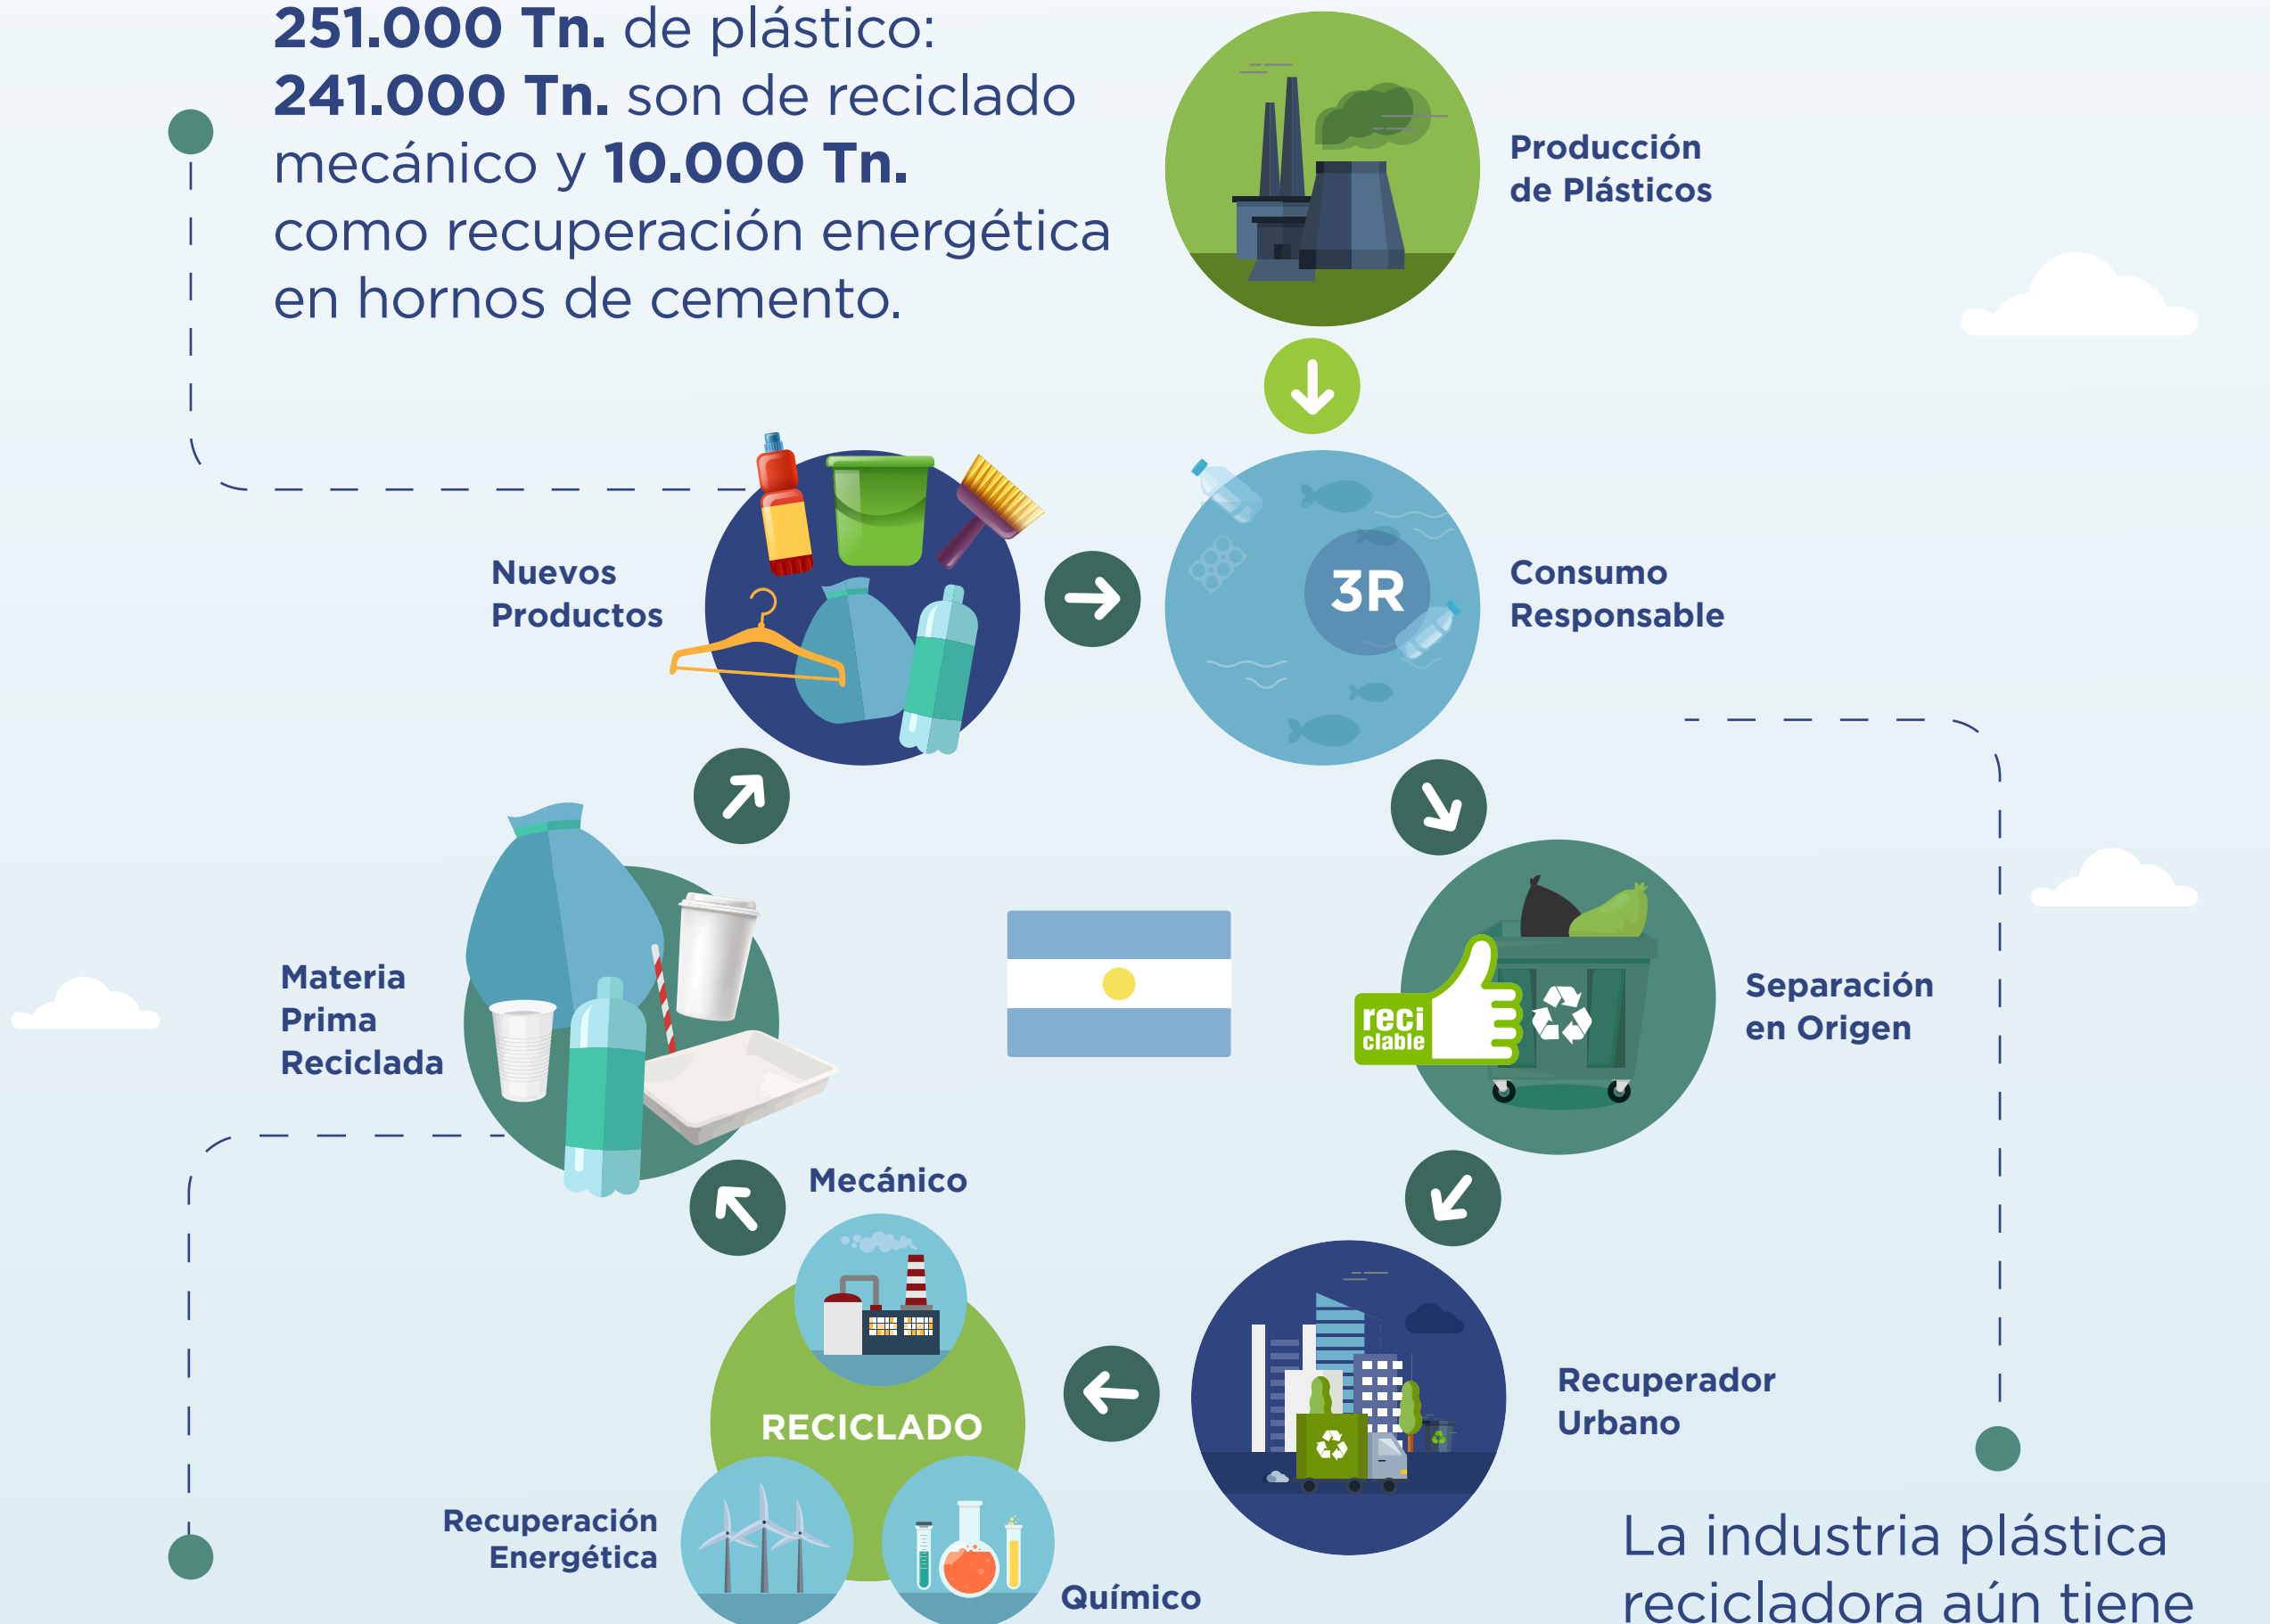 251.000 Tn. de plástico:
241.000 Tn. son de reciclado
mecánico y 10.000 Tn.
como recuperación energética
en hornos de cemento.
Producción
de Plásticos
Nuevos
Productos
3R
Consumo
Responsable
Materia
Prima
Reciclada
reci
clable
Separación
en Origen
Mecánico
RECICLADO
Recuperador
Urbano
Recuperación
Energética
Químico
La industria plástica
recicladora aún tiene